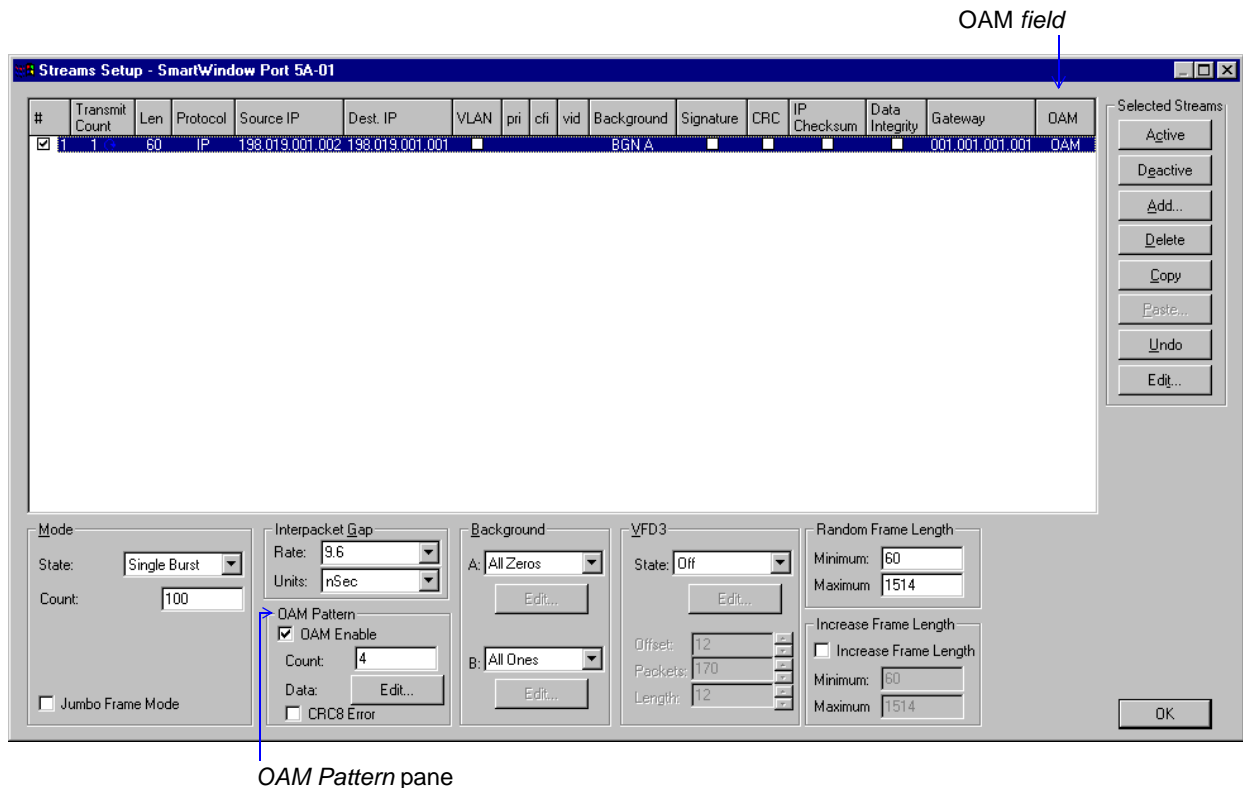 OAM field
Streams Setup - SmartWindow Port 5A-01
# Transmit Count Len Protocol Source IP Dest. IP VLAN pri cfi vid Background Signature CRC IP Checksum Data Integrity Gateway OAM
1 1 60 IP 198.019.001.002 198.019.001.001 BGN A 001.001.001.001 OAM
Selected Streams
Active
Deactive
Add...
Delete
Copy
Paste...
Undo
Edit...
Mode
State: Single Burst
Count: 100
Jumbo Frame Mode
Interpacket Gap
Rate: 9.6
Units: nSec
OAM Pattern
OAM Enable
Count: 4
Data: Edit...
CRC8 Error
Background
A: All Zeros
Edit...
B: All Ones
Edit...
VFD3
State: Off
Edit...
Offset: 12
Packets: 170
Length: 12
Random Frame Length
Minimum: 60
Maximum 1514
Increase Frame Length
Increase Frame Length
Minimum: 60
Maximum 1514
OK
OAM Pattern pane